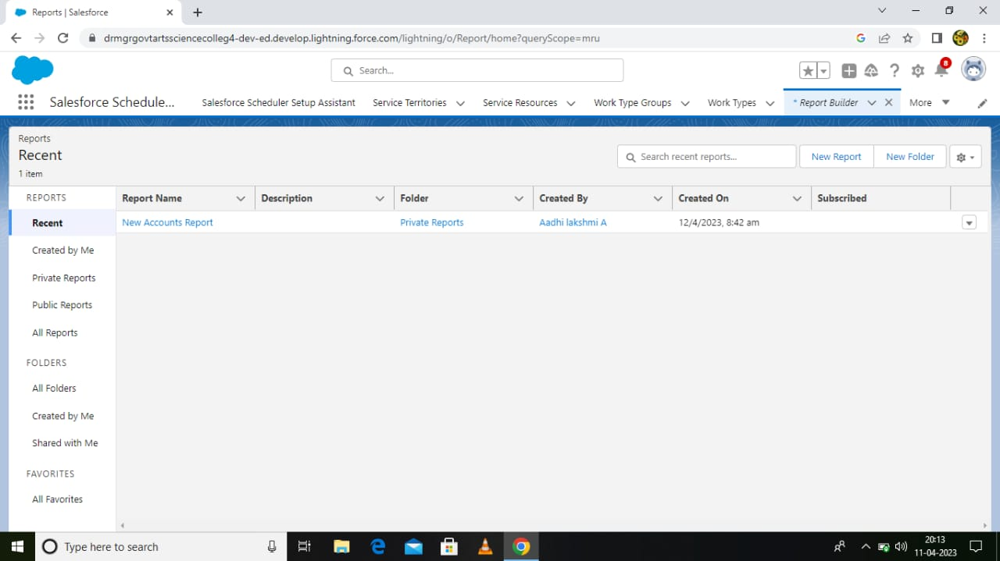 Reports | Salesforce
drmgrgovtartssciencecolleg4-dev-ed.develop.lightning.force.com/lightning/o/Report/home?queryScope=mru
Search...
8
Salesforce Schedule...
Salesforce Scheduler Setup Assistant
Service Territories
Service Resources
Work Type Groups
Work Types
* Report Builder
More
Reports
Recent
1 item
Search recent reports...
New Report
New Folder
REPORTS
Recent
Created by Me
Private Reports
Public Reports
All Reports
FOLDERS
All Folders
Created by Me
Shared with Me
FAVORITES
All Favorites
Report Name Description Folder Created By Created On Subscribed
New Accounts Report Private Reports Aadhi lakshmi A 12/4/2023, 8:42 am
Type here to search
20:13
11-04-2023